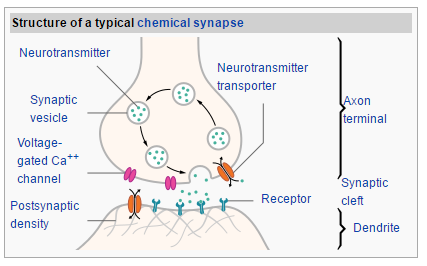 Structure of a typical chemical synapse
Neurotransmitter
Synaptic
vesicle
Voltage-
gated Ca⁺⁺
channel
Postsynaptic
density
Neurotransmitter
transporter
Receptor
Axon
terminal
Synaptic
cleft
Dendrite